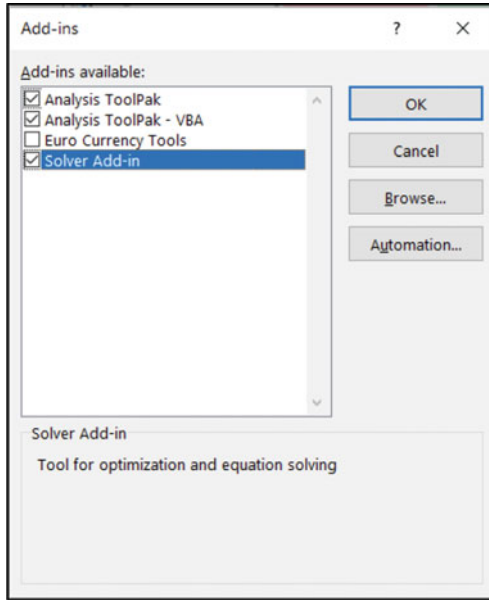 Add-ins
Add-ins available:
Analysis ToolPak
Analysis ToolPak - VBA
Euro Currency Tools
Solver Add-in
OK
Cancel
Browse...
Automation...
Solver Add-in
Tool for optimization and equation solving